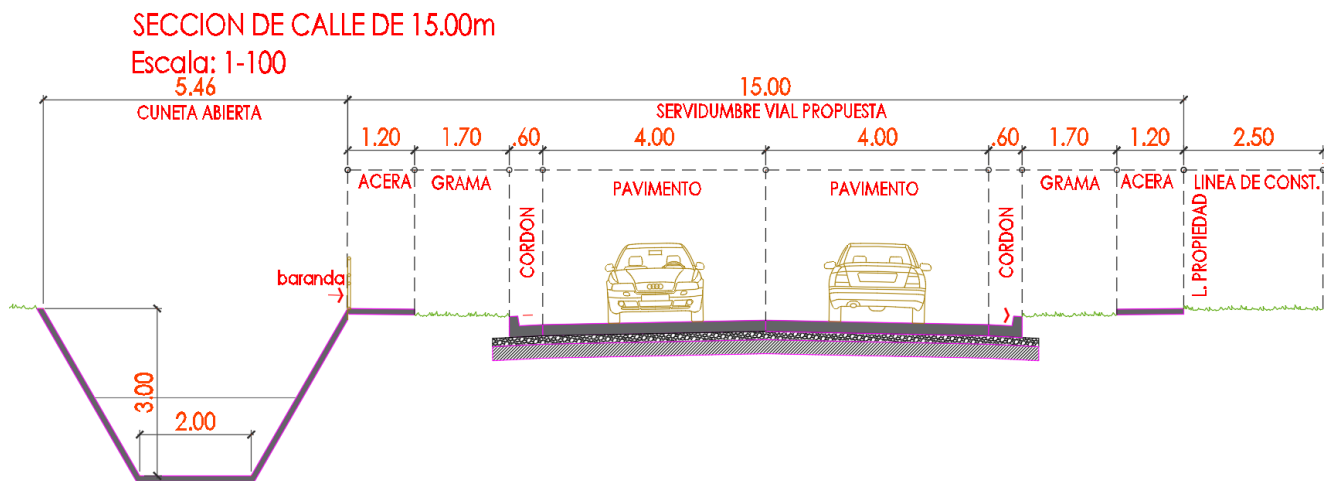 SECCION DE CALLE DE 15.00m
Escala: 1-100
5.46
15.00
CUNETA ABIERTA
SERVIDUMBRE VIAL PROPUESTA
1.20 1.70 .60 4.00 4.00 .60 1.70 1.20 2.50
ACERA GRAMA PAVIMENTO PAVIMENTO GRAMA ACERA LINEA DE CONST.
CORDON
CORDON
L. PROPIEDAD
baranda
3.00
2.00